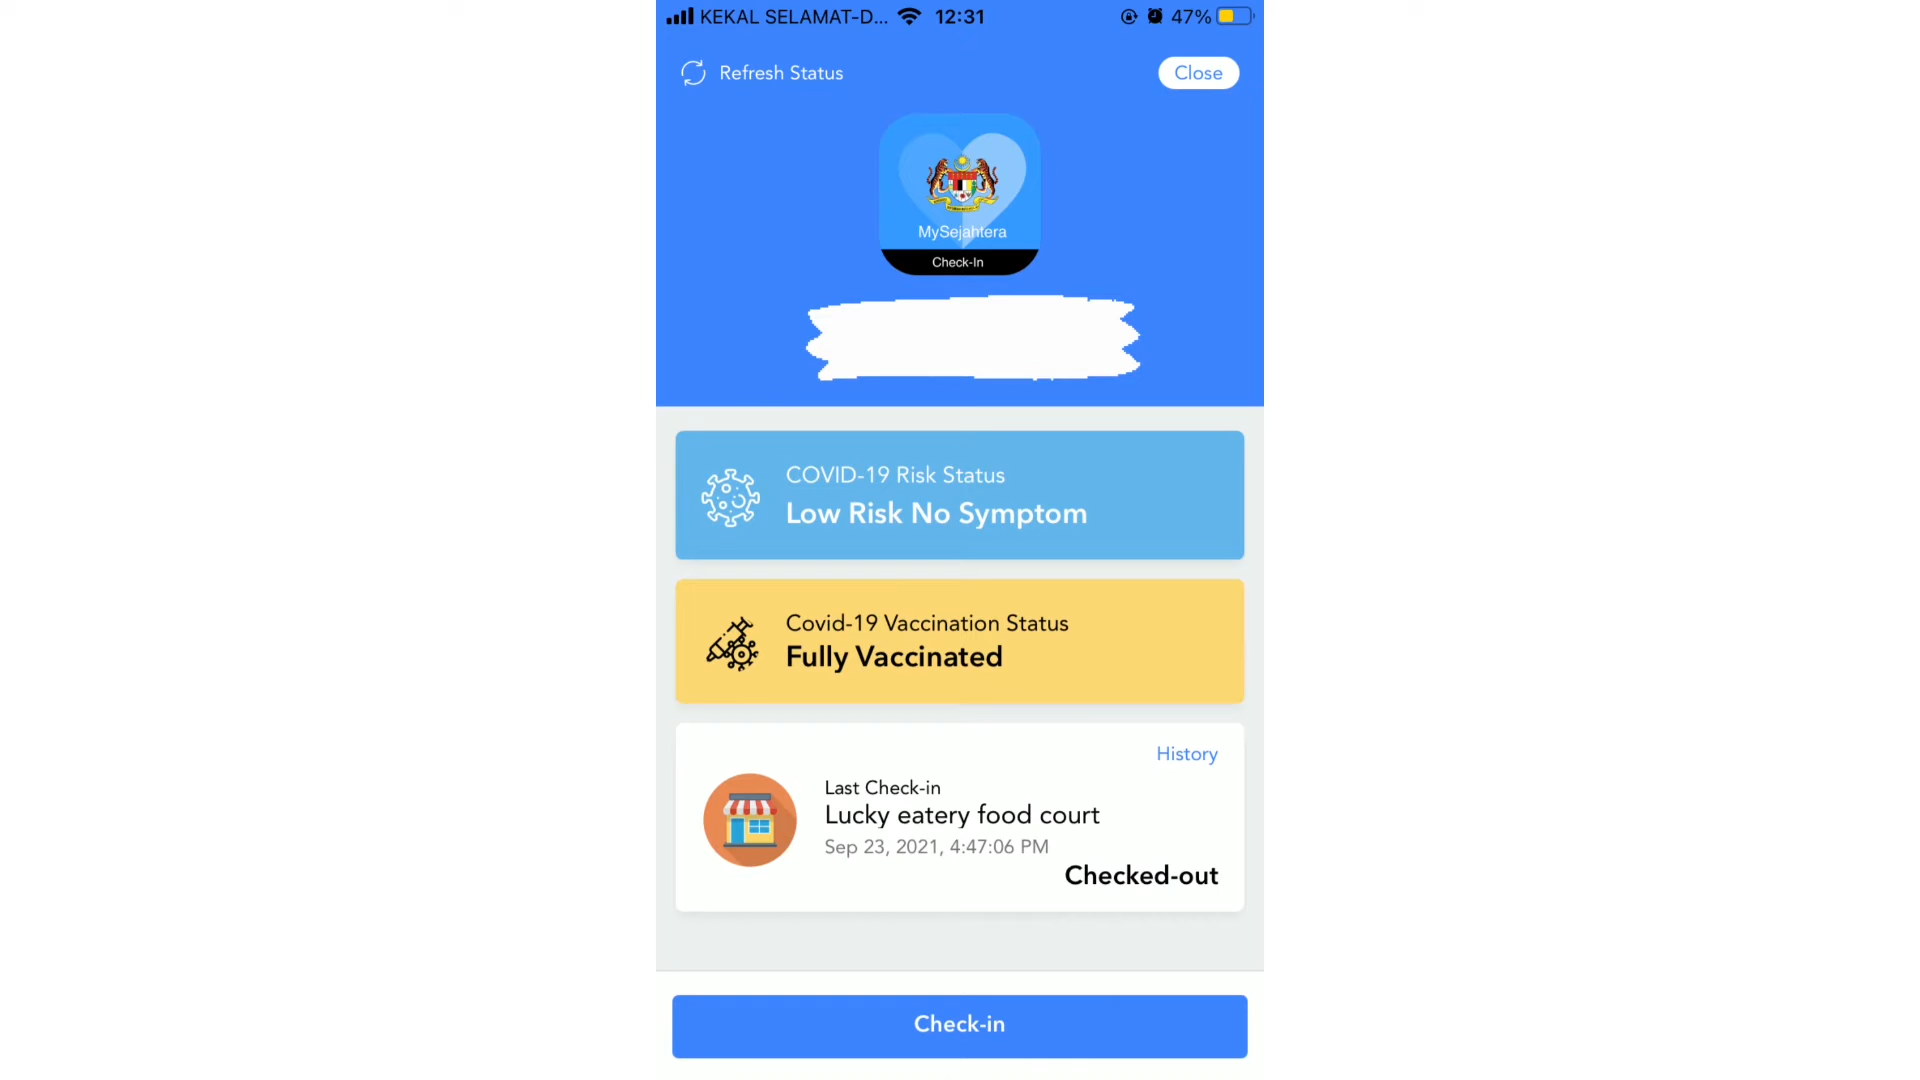 KEKAL SELAMAT-D... 12:31 47%
Refresh Status
Close
MySejahtera
Check-In
COVID-19 Risk Status
Low Risk No Symptom
Covid-19 Vaccination Status
Fully Vaccinated
History
Last Check-in
Lucky eatery food court
Sep 23, 2021, 4:47:06 PM
Checked-out
Check-in